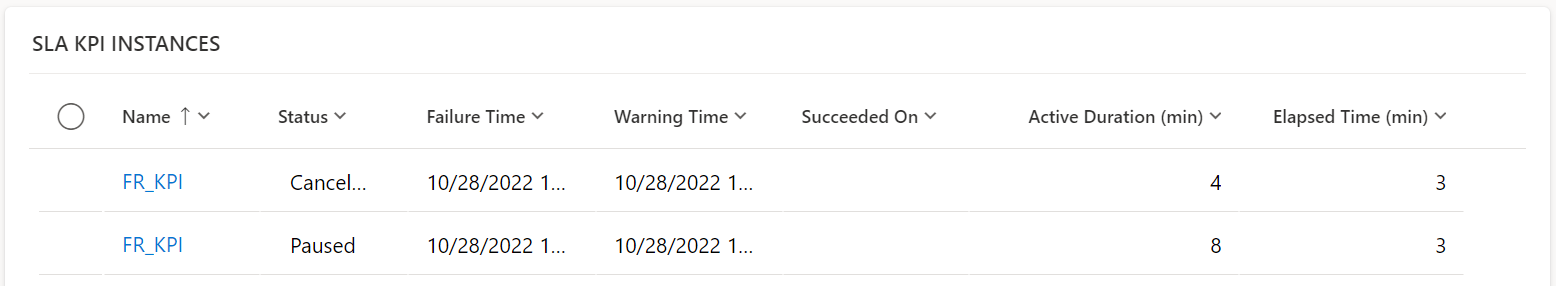 SLA KPI INSTANCES
Name Status Failure Time Warning Time Succeeded On Active Duration (min) Elapsed Time (min)
FR_KPI Cancel... 10/28/2022 1... 10/28/2022 1... 4 3
FR_KPI Paused 10/28/2022 1... 10/28/2022 1... 8 3